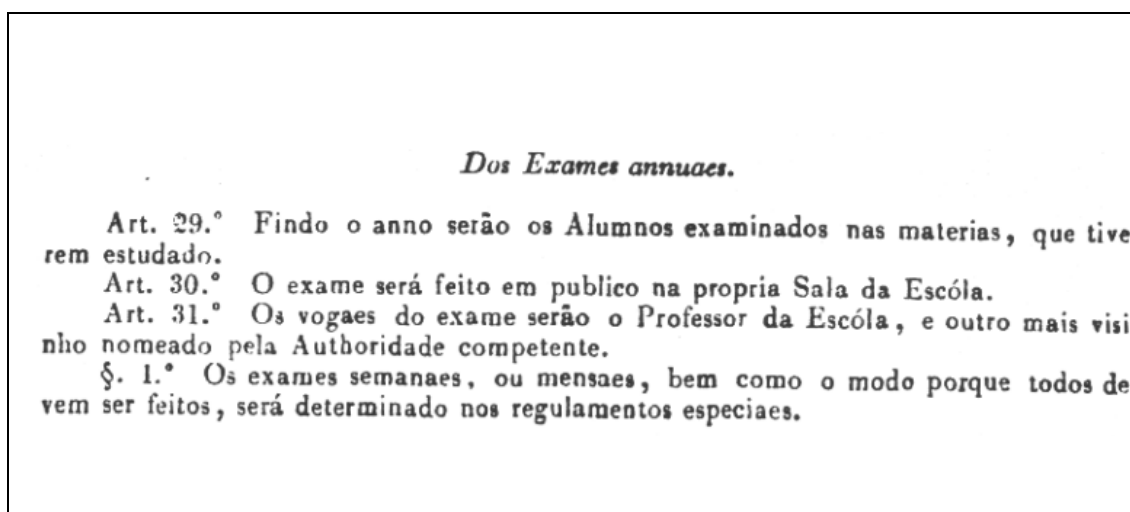 Dos Exames annuaes.
Art. 29.° Findo o anno serão os Alumnos examinados nas materias, que tive
rem estudado.
Art. 30.° O exame será feito em publico na propria Sala da Escóla.
Art. 31.° Os vogaes do exame serão o Professor da Escóla, e outro mais visi
nho nomeado pela Authoridade competente.
§. 1.° Os exames semanaes, ou mensaes, bem como o modo porque todos de
vem ser feitos, será determinado nos regulamentos especiaes.